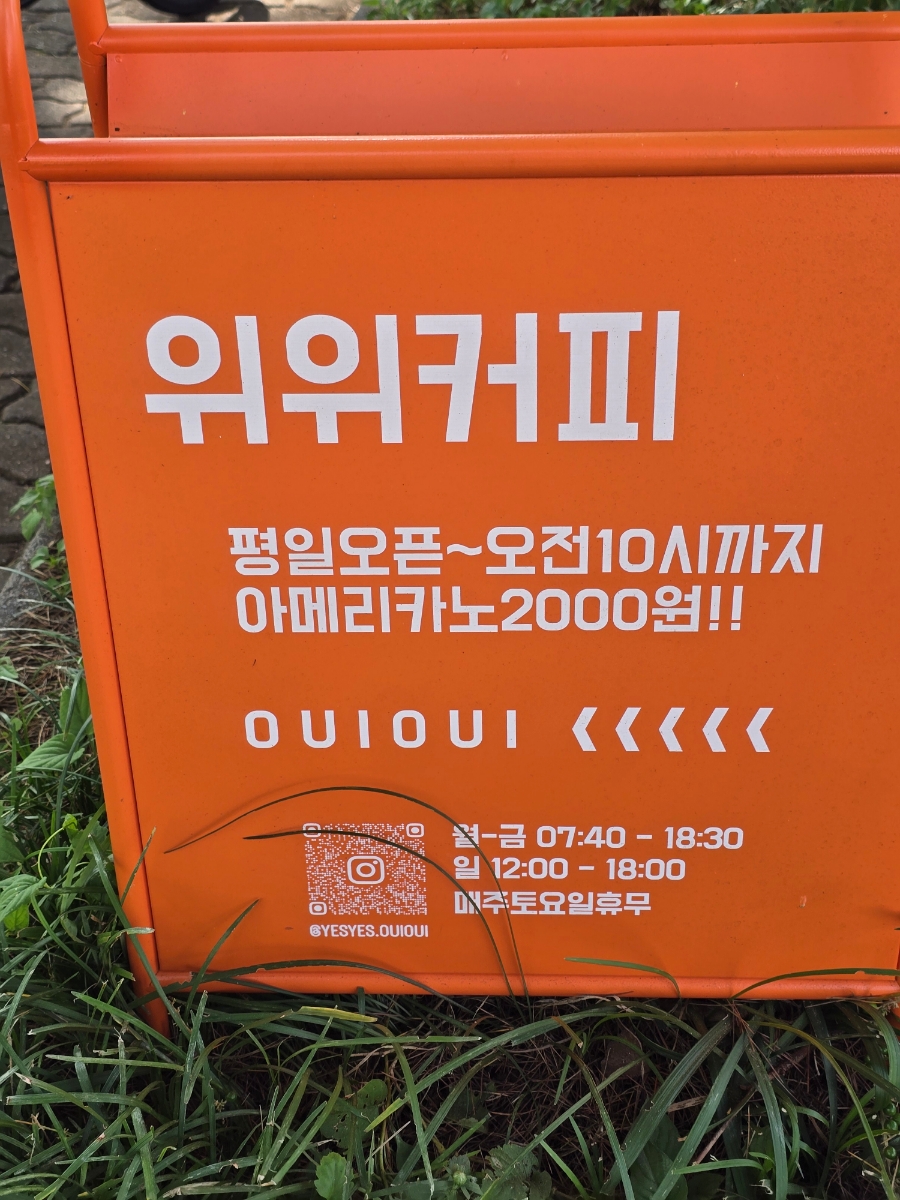 위위커피
평일오픈~오전10시까지
아메리카노2000원!!
OUIOUI
월-금 07:40 - 18:30
일 12:00 - 18:00
매주토요일휴무
@YESYES.OUIOUI